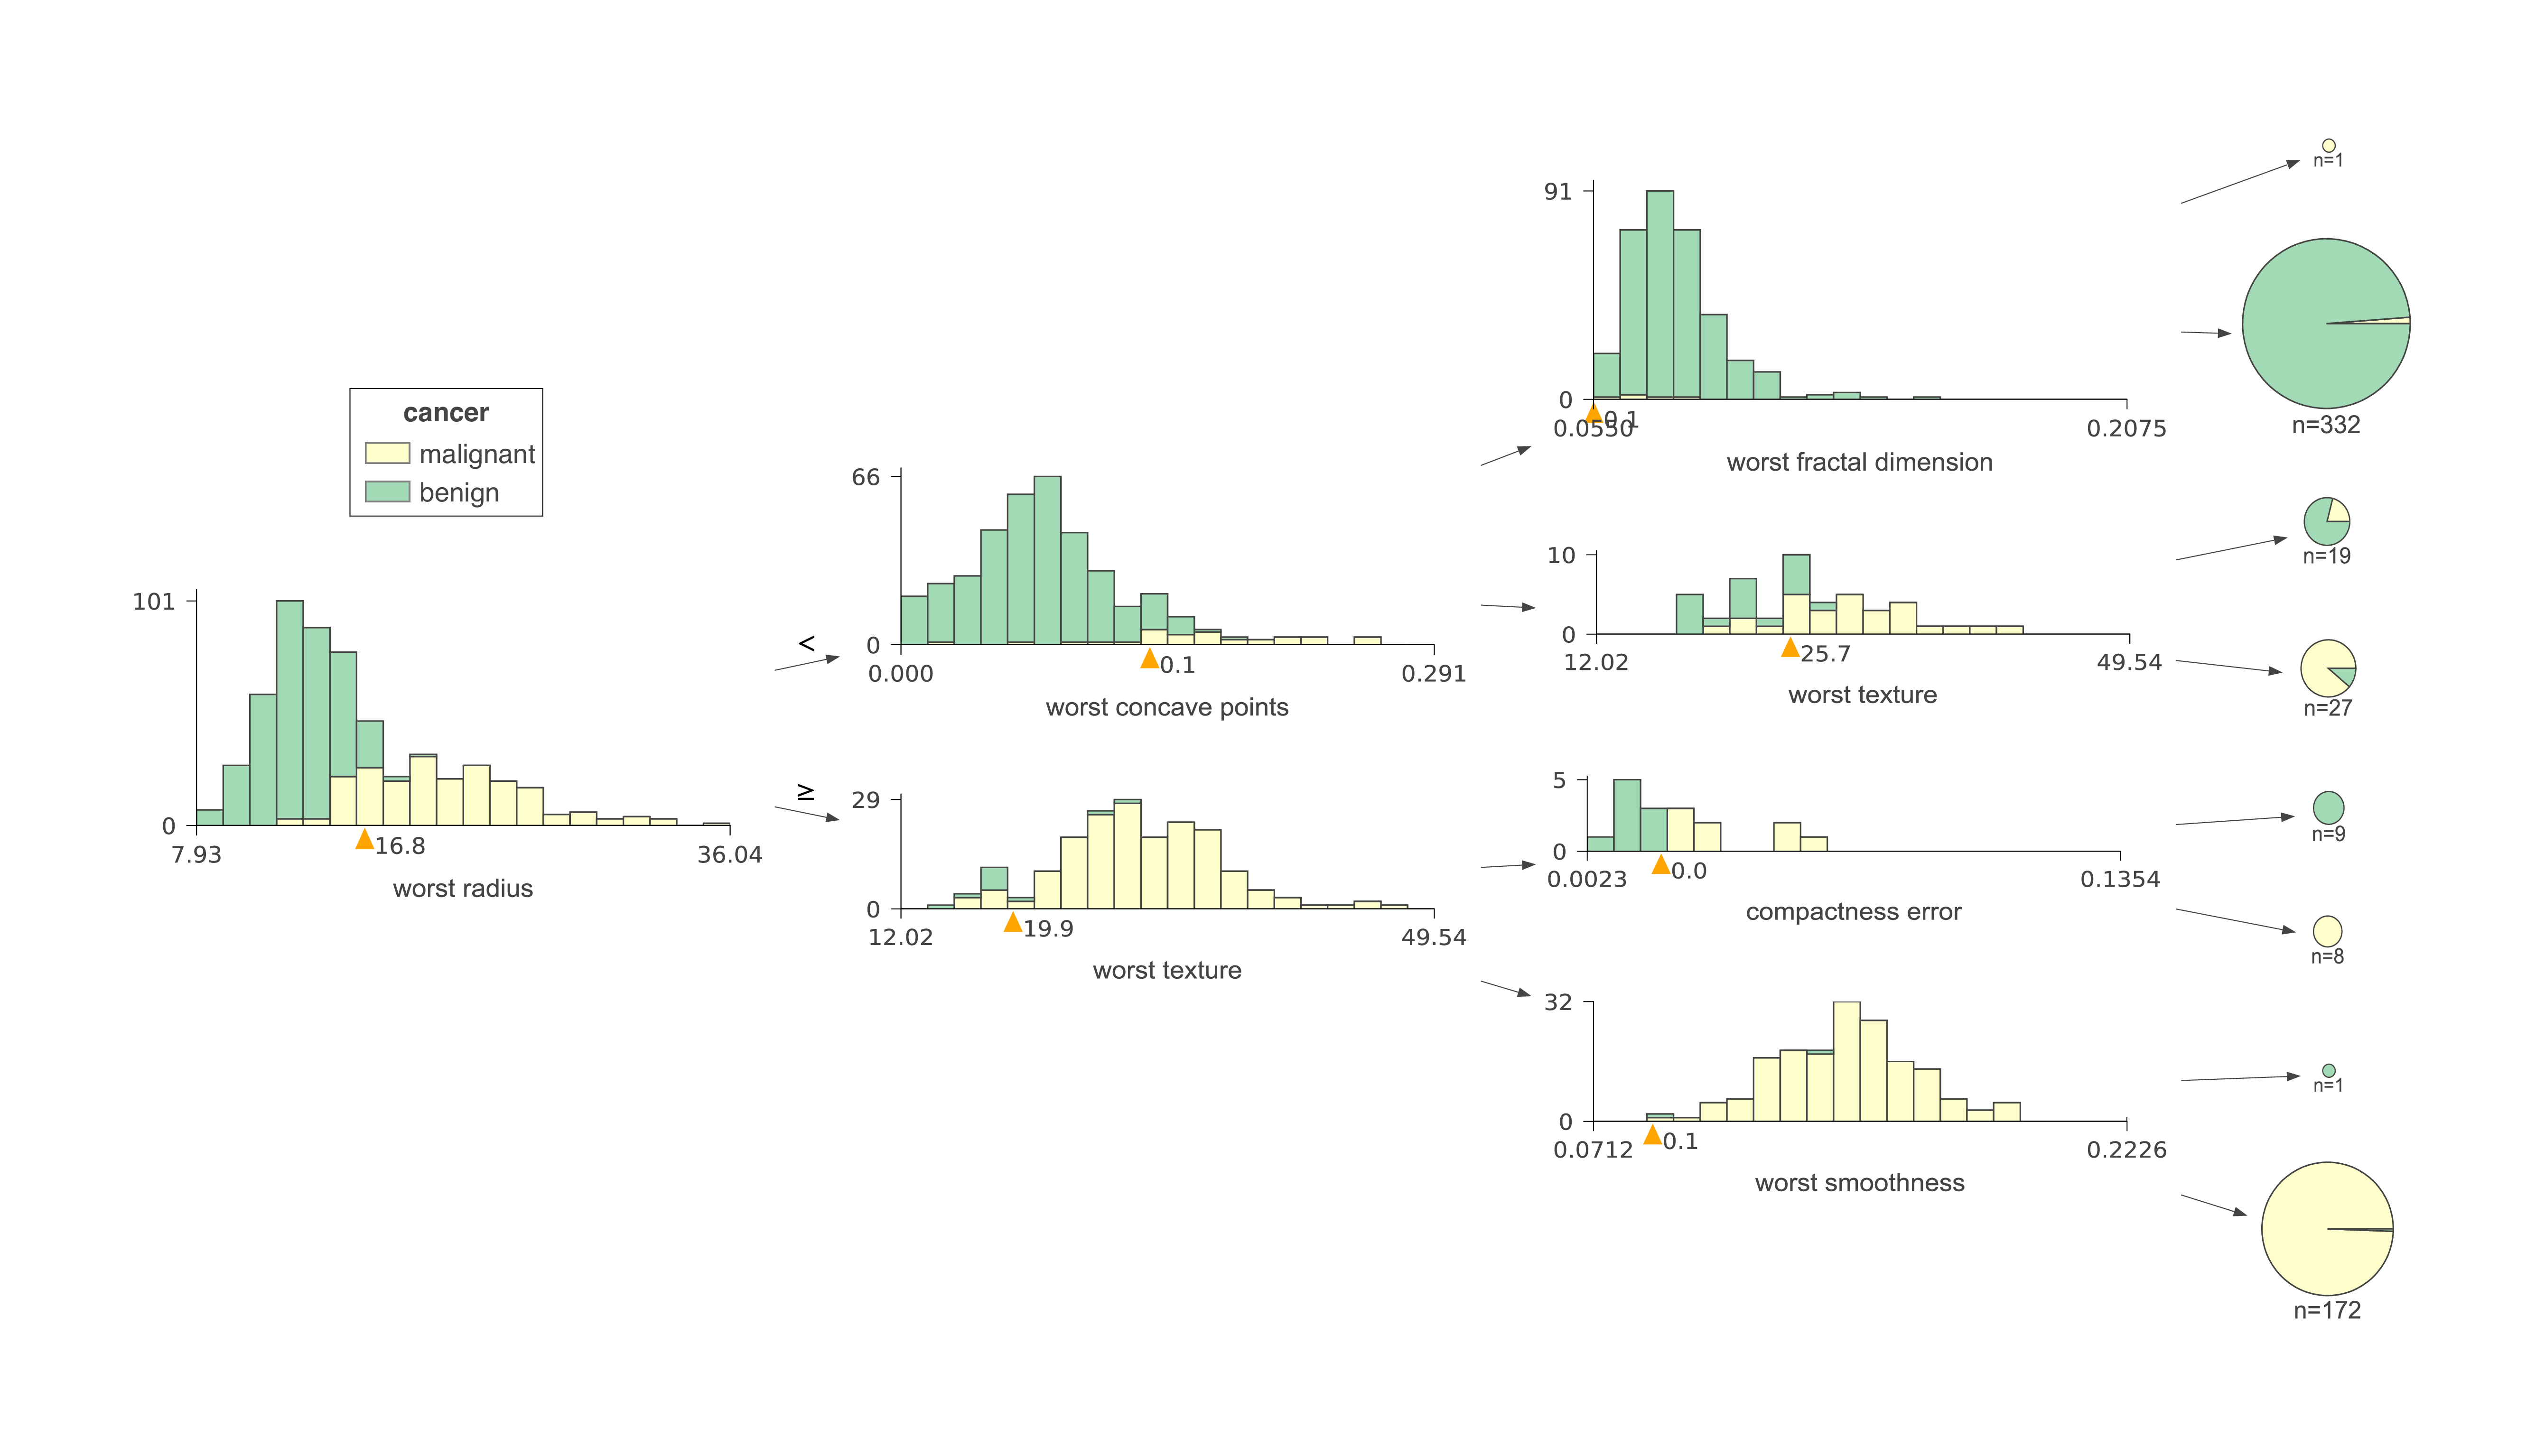 cancer
malignant
benign
101
0
7.93
16.8
36.04
worst radius
<
≥
66
0
0.000
0.1
0.291
worst concave points
29
0
12.02
19.9
49.54
worst texture
91
0
0.1
0.0550
0.2075
worst fractal dimension
10
0
12.02
25.7
49.54
worst texture
5
0
0.0023
0.0
0.1354
compactness error
32
0
0.0712
0.1
0.2226
worst smoothness
n=1
n=332
n=19
n=27
n=9
n=8
n=1
n=172